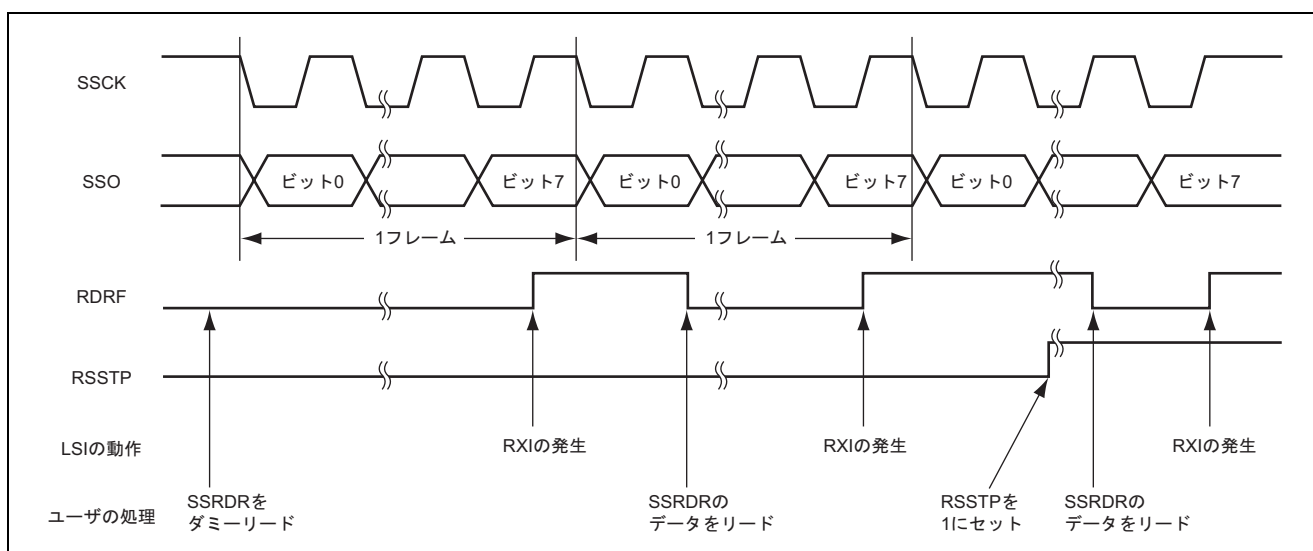 SSCK
SSO
ビット0
ビット7
ビット0
ビット7
ビット0
ビット7
1フレーム
1フレーム
RDRF
RSSTP
LSIの動作
RXIの発生
RXIの発生
RXIの発生
ユーザの処理
SSRDRを
ダミーリード
SSRDRの
データをリード
RSSTPを
1にセット
SSRDRの
データをリード